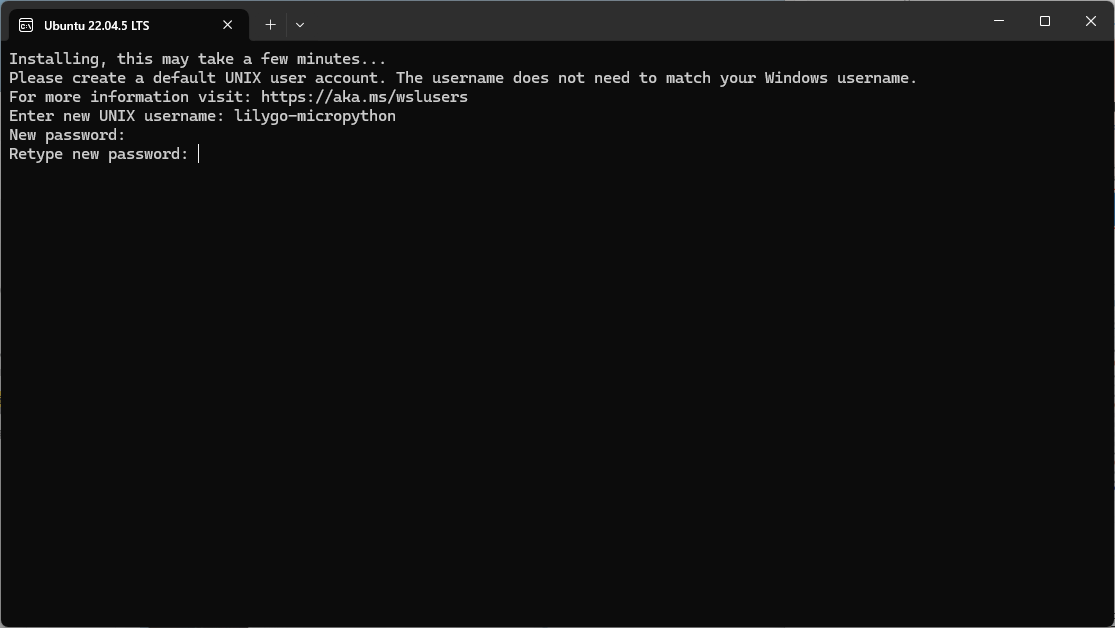 Ubuntu 22.04.5 LTS
Installing, this may take a few minutes...
Please create a default UNIX user account. The username does not need to match your Windows username.
For more information visit: https://aka.ms/wslusers
Enter new UNIX username: lilygo-micropython
New password:
Retype new password: